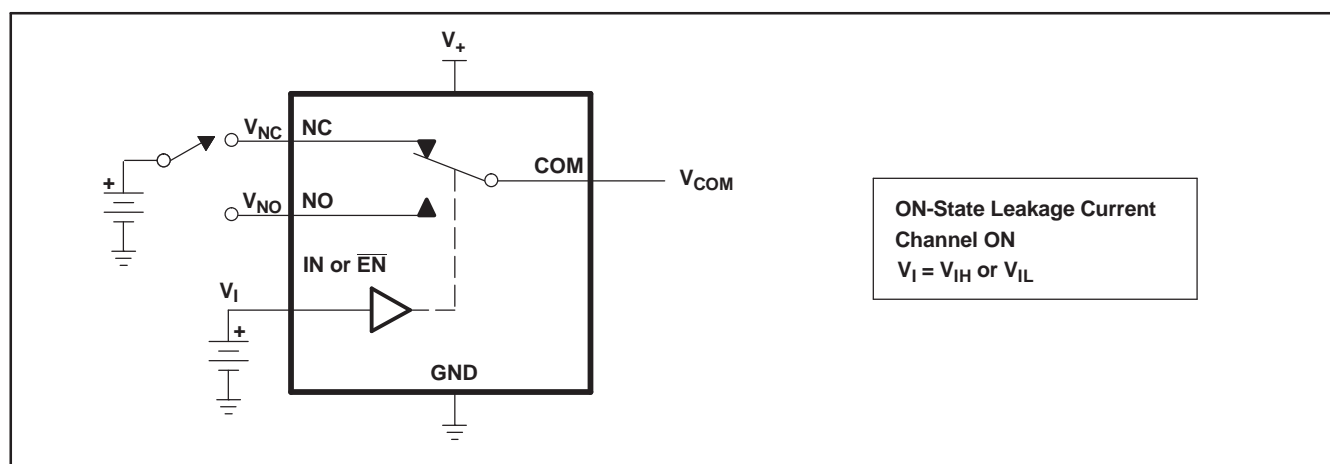 V+
VNC NC
COM
VCOM
+
VNO NO
IN or E̅N̅
VI
+
GND
ON-State Leakage Current
Channel ON
VI = VIH or VIL